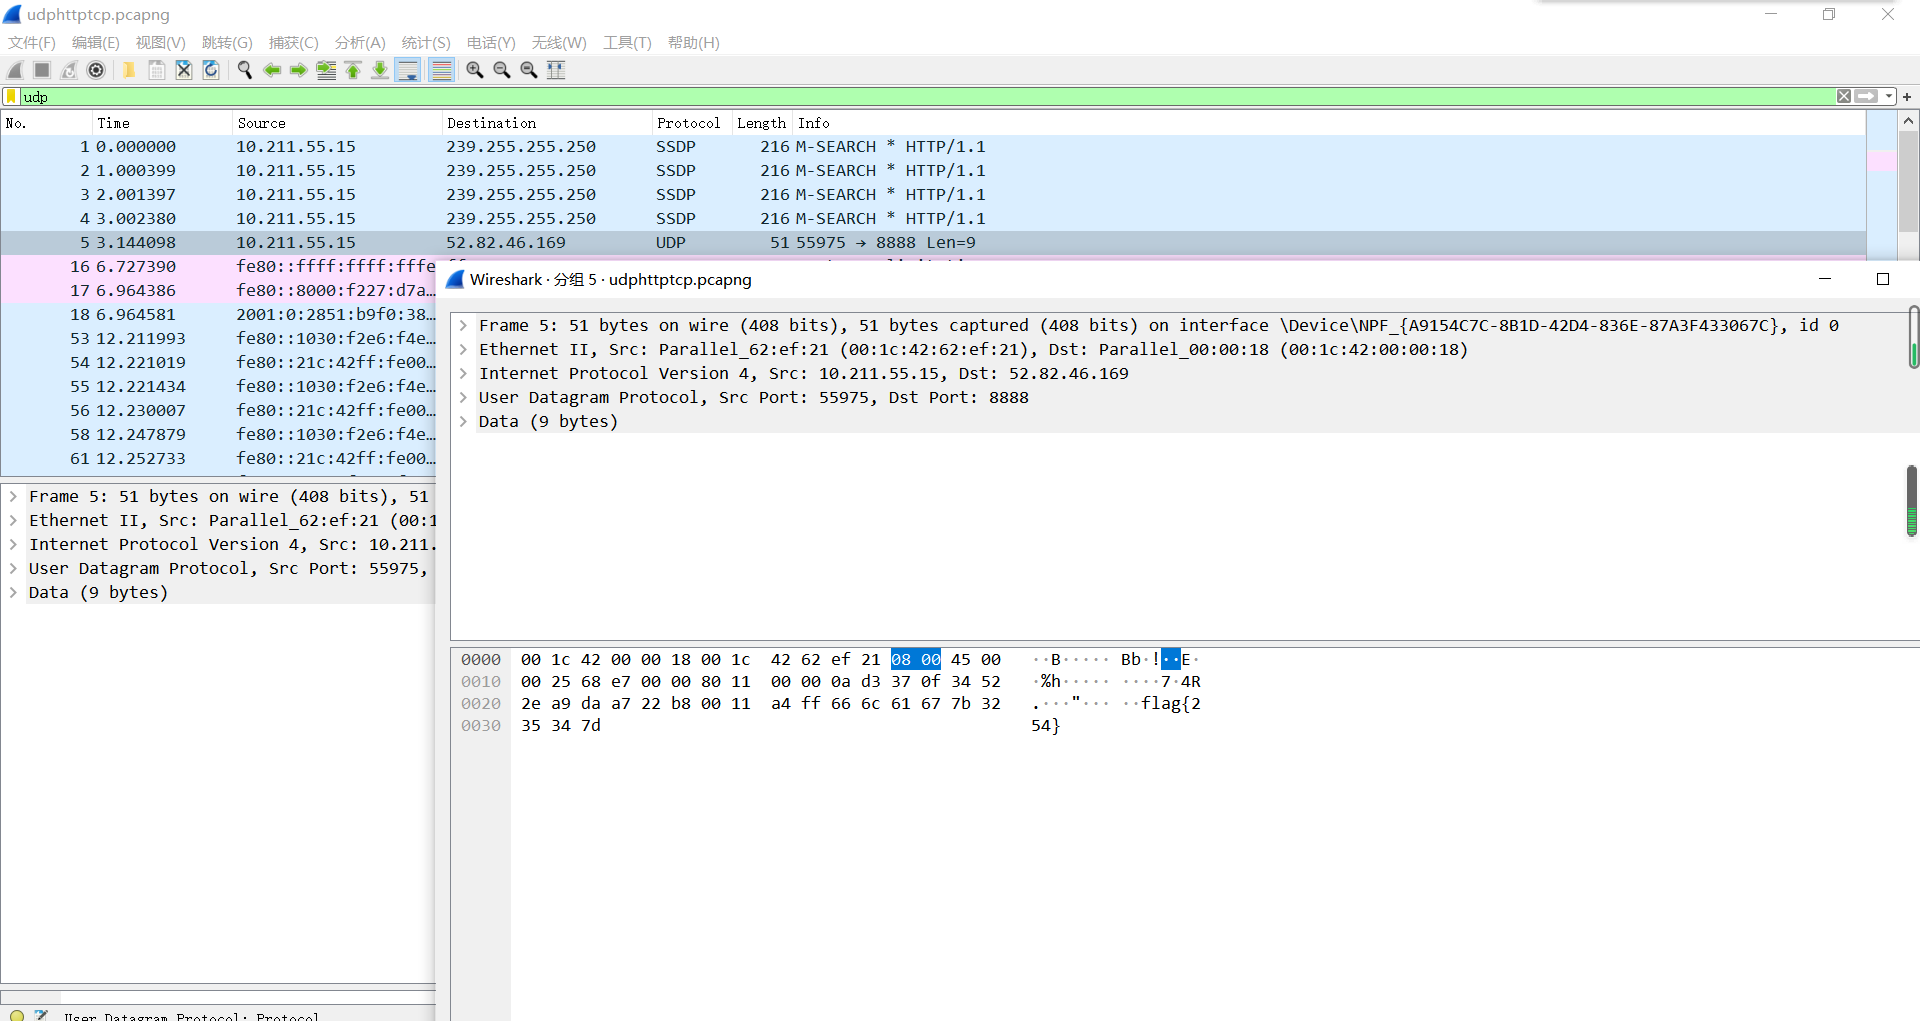 udphttptcp.pcapng
文件(F) 编辑(E) 视图(V) 跳转(G) 捕获(C) 分析(A) 统计(S) 电话(Y) 无线(W) 工具(T) 帮助(H)
udp
No. Time Source Destination Protocol Length Info
1 0.000000 10.211.55.15 239.255.255.250 SSDP 216 M-SEARCH * HTTP/1.1
2 1.000399 10.211.55.15 239.255.255.250 SSDP 216 M-SEARCH * HTTP/1.1
3 2.001397 10.211.55.15 239.255.255.250 SSDP 216 M-SEARCH * HTTP/1.1
4 3.002380 10.211.55.15 239.255.255.250 SSDP 216 M-SEARCH * HTTP/1.1
5 3.144098 10.211.55.15 52.82.46.169 UDP 51 55975 → 8888 Len=9
16 6.727390 fe80::ffff:ffff:fffe
17 6.964386 fe80::8000:f227:d7a…
18 6.964581 2001:0:2851:b9f0:38…
53 12.211993 fe80::1030:f2e6:f4e…
54 12.221019 fe80::21c:42ff:fe00…
55 12.221434 fe80::1030:f2e6:f4e…
56 12.230007 fe80::21c:42ff:fe00…
58 12.247879 fe80::1030:f2e6:f4e…
61 12.252733 fe80::21c:42ff:fe00…
Frame 5: 51 bytes on wire (408 bits), 51
Ethernet II, Src: Parallel_62:ef:21 (00:1
Internet Protocol Version 4, Src: 10.211.
User Datagram Protocol, Src Port: 55975,
Data (9 bytes)
User Datagram Protocol: Protocol
Wireshark · 分组 5 · udphttptcp.pcapng
Frame 5: 51 bytes on wire (408 bits), 51 bytes captured (408 bits) on interface \Device\NPF_{A9154C7C-8B1D-42D4-836E-87A3F433067C}, id 0
Ethernet II, Src: Parallel_62:ef:21 (00:1c:42:62:ef:21), Dst: Parallel_00:00:18 (00:1c:42:00:00:18)
Internet Protocol Version 4, Src: 10.211.55.15, Dst: 52.82.46.169
User Datagram Protocol, Src Port: 55975, Dst Port: 8888
Data (9 bytes)
0000 00 1c 42 00 00 18 00 1c 42 62 ef 21 08 00 45 00 ··B····· Bb·!··E·
0010 00 25 68 e7 00 00 80 11 00 00 0a d3 37 0f 34 52 ·%h····· ····7·4R
0020 2e a9 da a7 22 b8 00 11 a4 ff 66 6c 61 67 7b 32 .···"··· ··flag{2
0030 35 34 7d 54}